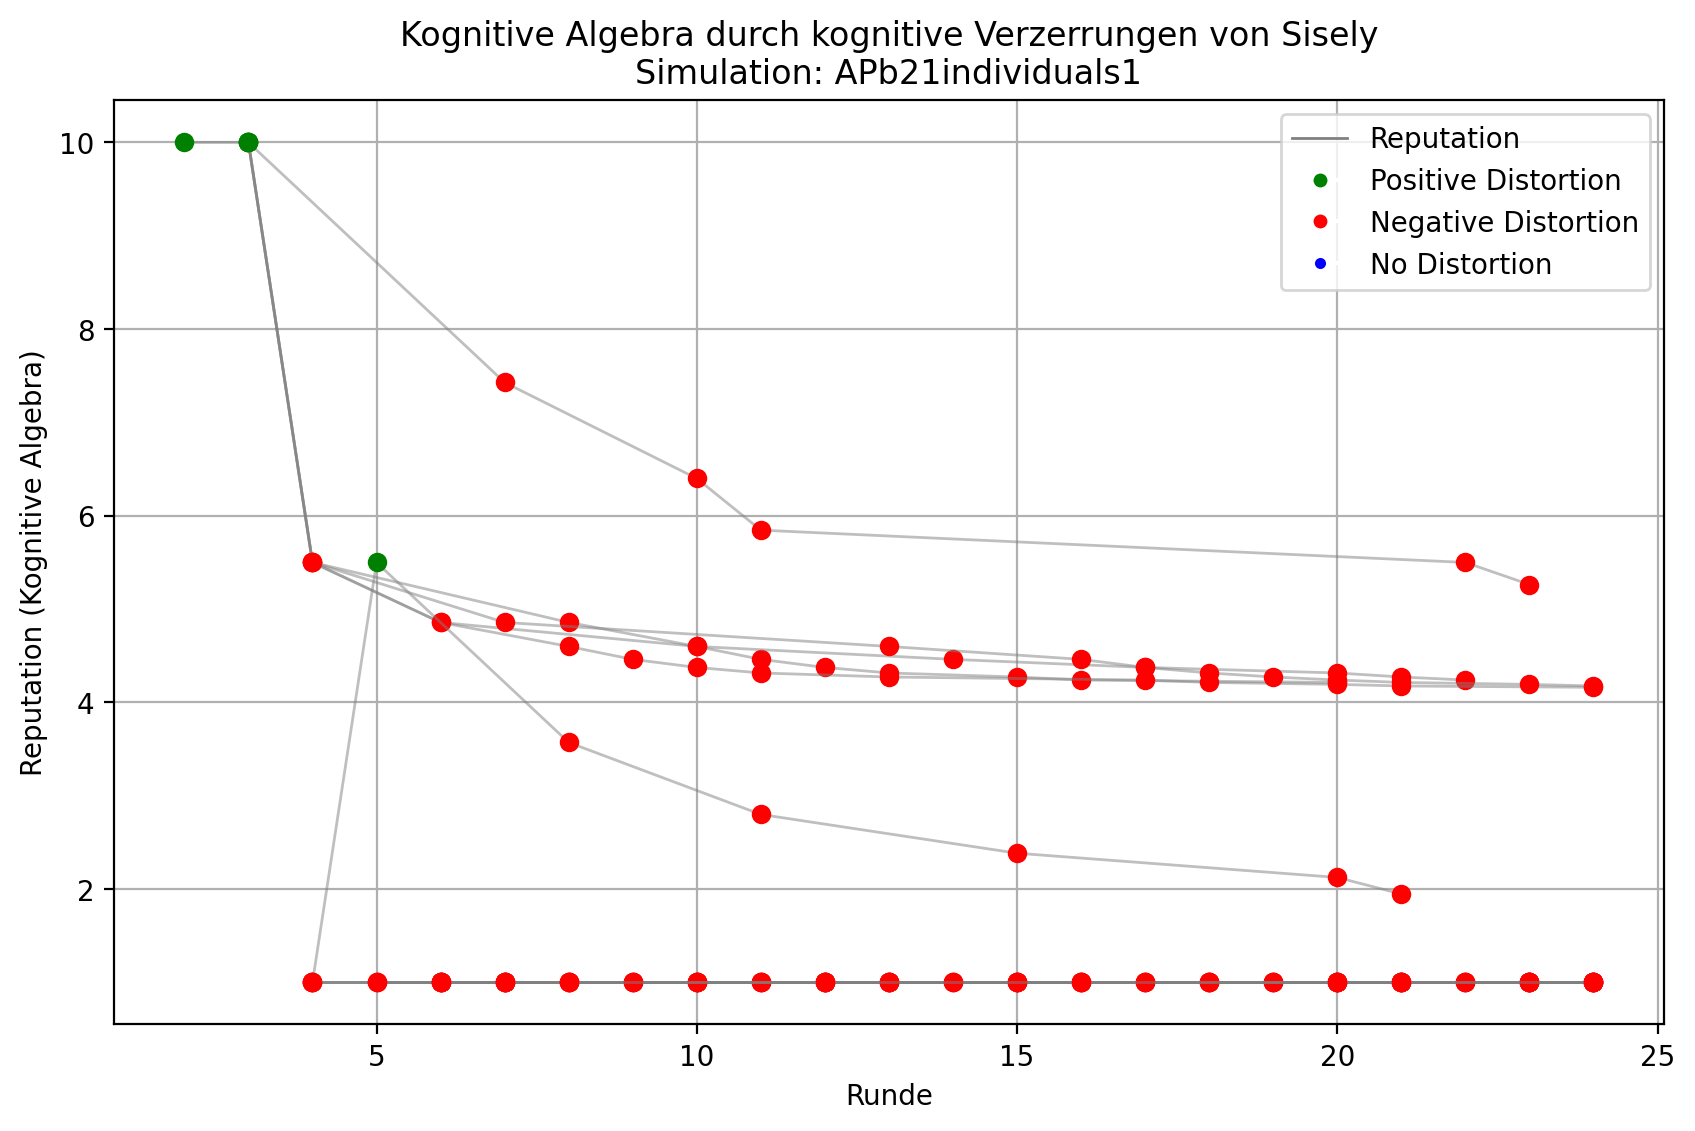 Kognitive Algebra durch kognitive Verzerrungen von Sisely
Simulation: APb21individuals1
Reputation
Positive Distortion
Negative Distortion
No Distortion
Reputation (Kognitive Algebra)
10
8
6
4
2
5
10
15
20
25
Runde